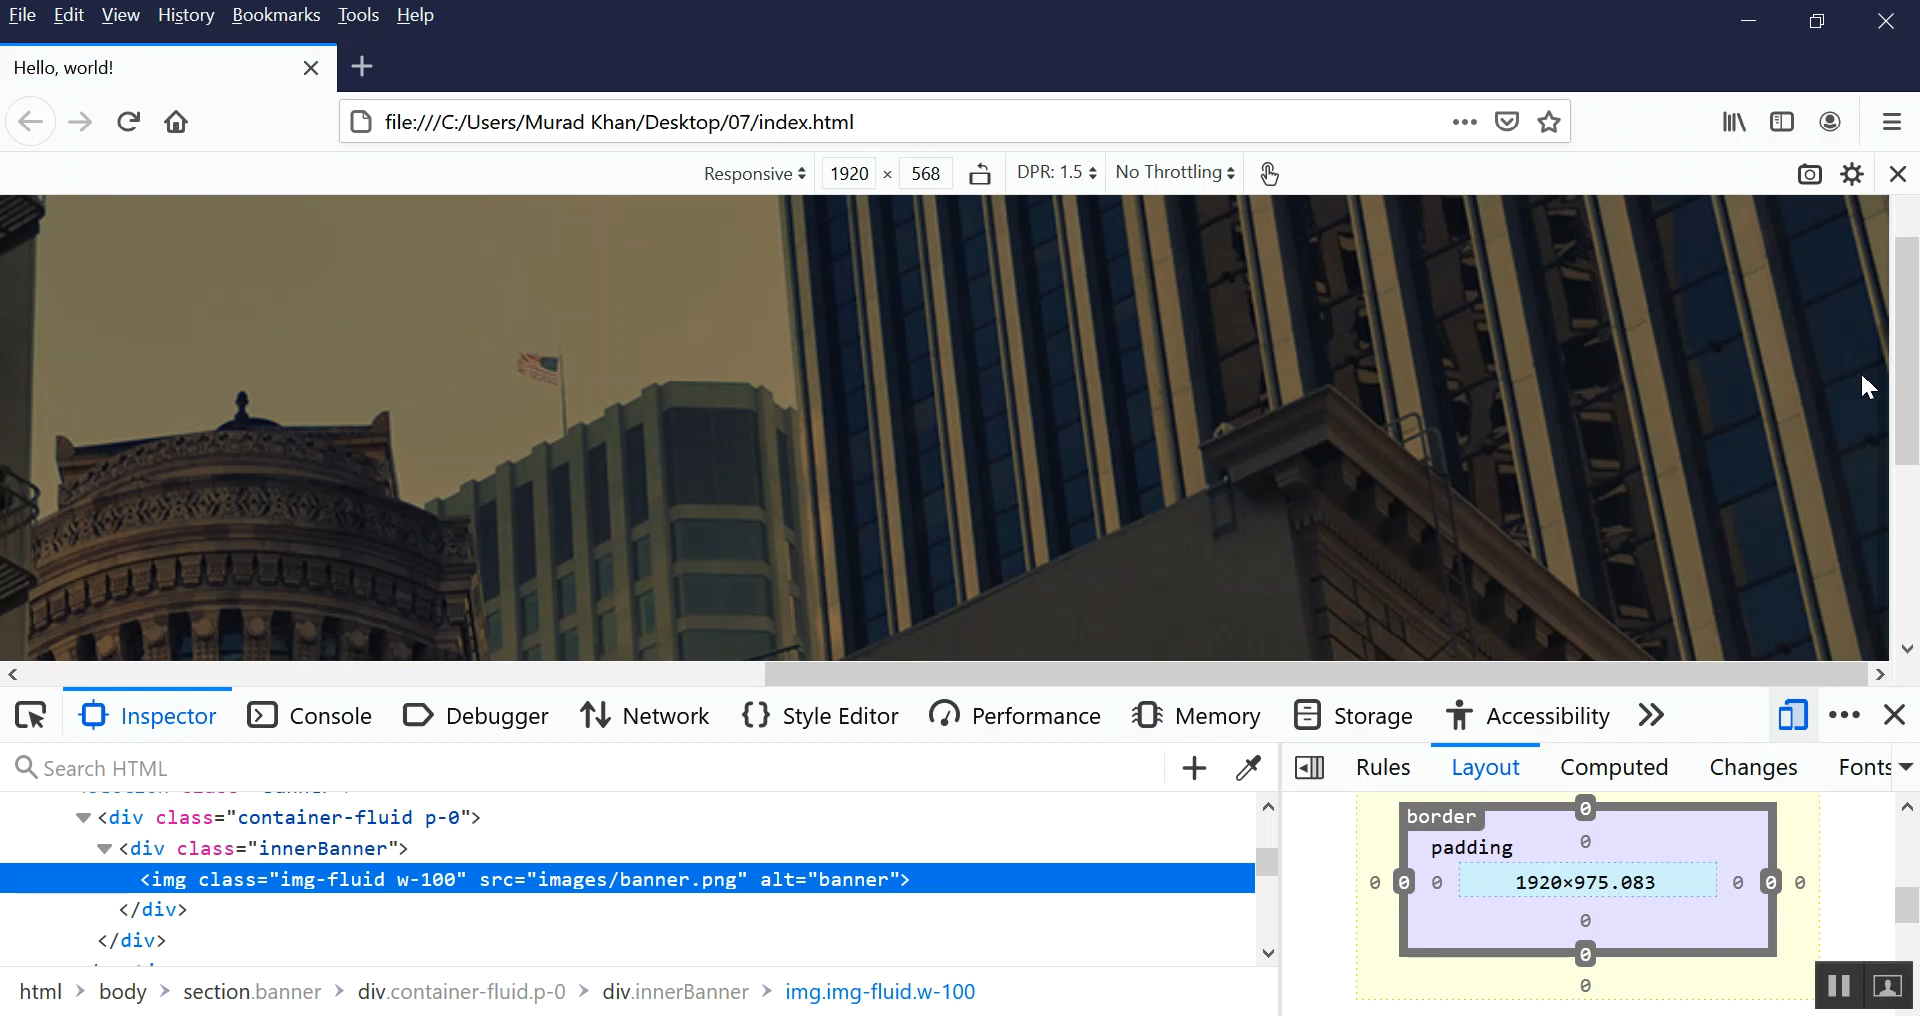 File Edit View History Bookmarks Tools Help
Hello, world!
file:///C:/Users/Murad Khan/Desktop/07/index.html
Responsive 1920 × 568 DPR: 1.5 No Throttling
Inspector Console Debugger Network Style Editor Performance Memory Storage Accessibility
Search HTML
Rules Layout Computed Changes Fonts
<div class="container-fluid p-0">
<div class="innerBanner">
<img class="img-fluid w-100" src="images/banner.png" alt="banner">
</div>
</div>
html body section.banner div.container-fluid.p-0 div.innerBanner img.img-fluid.w-100
border 0
padding 0
0 0 0 1920×975.083 0 0 0
0
0
0